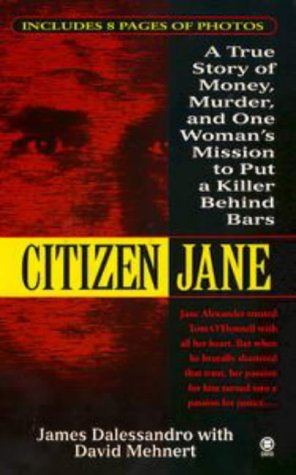 INCLUDES 8 PAGES OF PHOTOS
A True
Story of
Money,
Murder,
and One
Woman's
Mission
to Put
a Killer
Behind
Bars
CITIZEN JANE
Jane Alexander trusted
Tom O'Donnell with
all her heart. But when
he brutally shattered
that trust, her passion
for him turned into a
passion for justice....
James Dalessandro with
David Mehnert